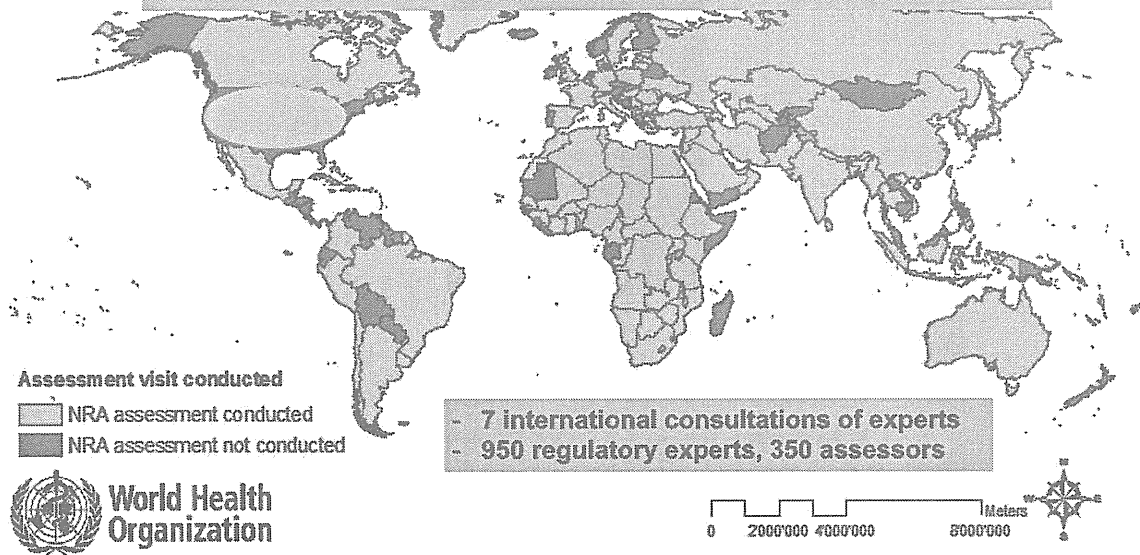 Assessment visit conducted
NRA assessment conducted
NRA assessment not conducted
- 7 international consultations of experts
- 950 regulatory experts, 350 assessors
World Health
Organization
Meters
0 2000'000 4000'000 8000'000
N
W E
S